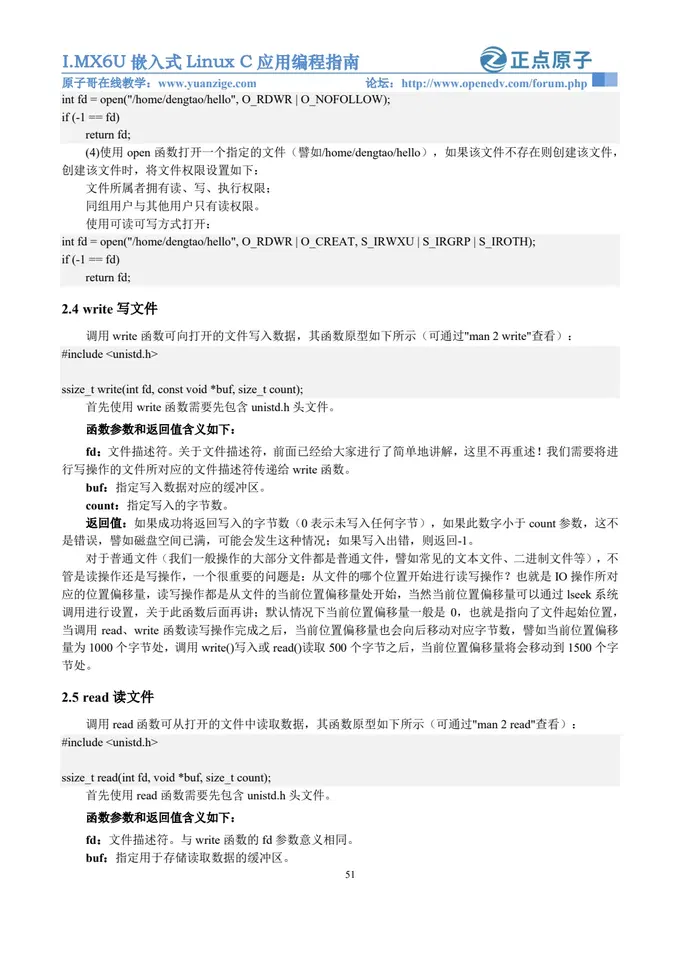 I.MX6U 嵌入式 Linux C 应用编程指南
正点原子
原子哥在线教学：www.yuanzige.com 论坛：http://www.openedv.com/forum.php
int fd = open("/home/dengtao/hello", O_RDWR | O_NOFOLLOW);
if (-1 == fd)
return fd;
(4)使用 open 函数打开一个指定的文件（譬如/home/dengtao/hello），如果该文件不存在则创建该文件，
创建该文件时，将文件权限设置如下：
文件所属者拥有读、写、执行权限；
同组用户与其他用户只有读权限。
使用可读可写方式打开：
int fd = open("/home/dengtao/hello", O_RDWR | O_CREAT, S_IRWXU | S_IRGRP | S_IROTH);
if (-1 == fd)
return fd;
2.4 write 写文件
调用 write 函数可向打开的文件写入数据，其函数原型如下所示（可通过"man 2 write"查看）：
#include <unistd.h>
ssize_t write(int fd, const void *buf, size_t count);
首先使用 write 函数需要先包含 unistd.h 头文件。
函数参数和返回值含义如下：
fd：文件描述符。关于文件描述符，前面已经给大家进行了简单地讲解，这里不再重述！我们需要将进
行写操作的文件所对应的文件描述符传递给 write 函数。
buf：指定写入数据对应的缓冲区。
count：指定写入的字节数。
返回值：如果成功将返回写入的字节数（0 表示未写入任何字节），如果此数字小于 count 参数，这不
是错误，譬如磁盘空间已满，可能会发生这种情况；如果写入出错，则返回-1。
对于普通文件（我们一般操作的大部分文件都是普通文件，譬如常见的文本文件、二进制文件等），不
管是读操作还是写操作，一个很重要的问题是：从文件的哪个位置开始进行读写操作？也就是 IO 操作所对
应的位置偏移量，读写操作都是从文件的当前位置偏移量处开始，当然当前位置偏移量可以通过 lseek 系统
调用进行设置，关于此函数后面再讲；默认情况下当前位置偏移量一般是 0，也就是指向了文件起始位置，
当调用 read、write 函数读写操作完成之后，当前位置偏移量也会向后移动对应字节数，譬如当前位置偏移
量为 1000 个字节处，调用 write()写入或 read()读取 500 个字节之后，当前位置偏移量将会移动到 1500 个字
节处。
2.5 read 读文件
调用 read 函数可从打开的文件中读取数据，其函数原型如下所示（可通过"man 2 read"查看）：
#include <unistd.h>
ssize_t read(int fd, void *buf, size_t count);
首先使用 read 函数需要先包含 unistd.h 头文件。
函数参数和返回值含义如下：
fd：文件描述符。与 write 函数的 fd 参数意义相同。
buf：指定用于存储读取数据的缓冲区。
51